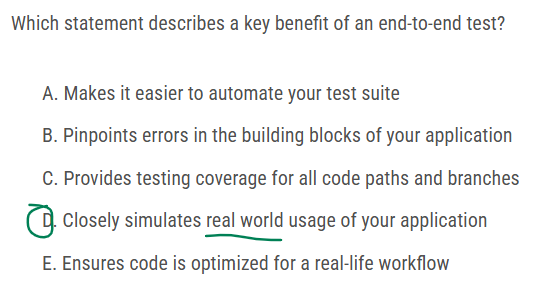 Which statement describes a key benefit of an end-to-end test?
A. Makes it easier to automate your test suite
B. Pinpoints errors in the building blocks of your application
C. Provides testing coverage for all code paths and branches
D. Closely simulates real world usage of your application
E. Ensures code is optimized for a real-life workflow